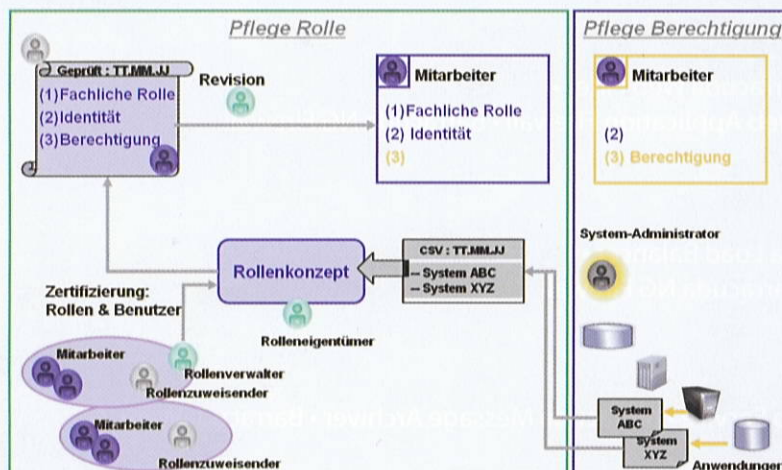 Pflege Rolle
Geprüft : TT.MM.JJ
(1)Fachliche Rolle
(2)Identität
(3)Berechtigung
Revision
Mitarbeiter
(1)Fachliche Rolle
(2) Identität
(3)
Rollenkonzept
CSV : TT.MM.JJ
– System ABC
– System XYZ
Zertifizierung:
Rollen & Benutzer
Rolleneigentümer
Mitarbeiter
Rollenverwalter
Rollenzuweisender
Mitarbeiter
Rollenzuweisender
Pflege Berechtigung
Mitarbeiter
(2)
(3) Berechtigung
System-Administrator
System
ABC
System
XYZ
Anwendungen